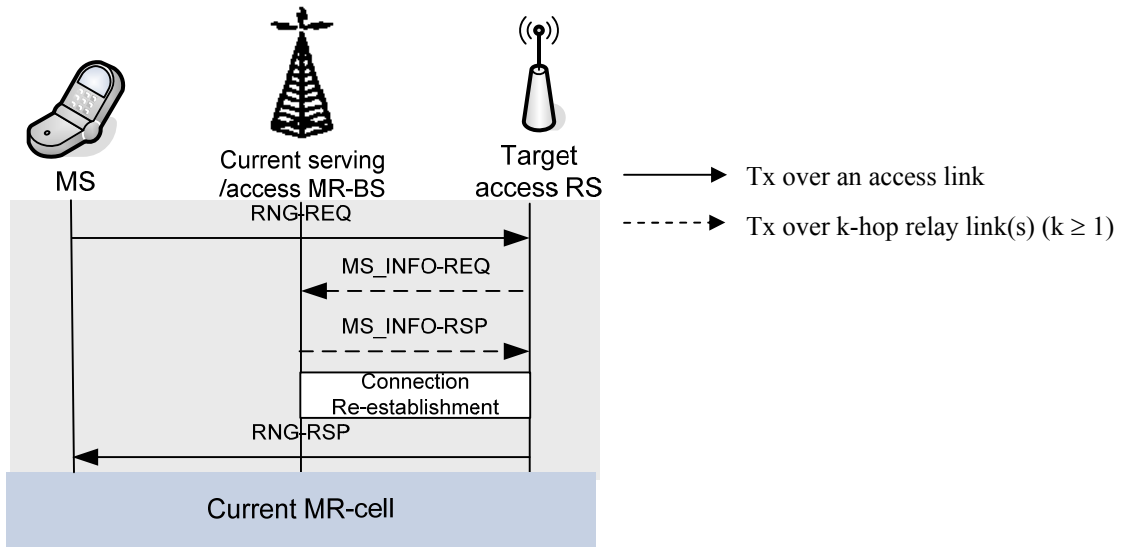 MS
Current serving
/access MR-BS
Target
access RS
Tx over an access link
Tx over k-hop relay link(s) (k ≥ 1)
RNG-REQ
MS_INFO-REQ
MS_INFO-RSP
Connection
Re-establishment
RNG-RSP
Current MR-cell